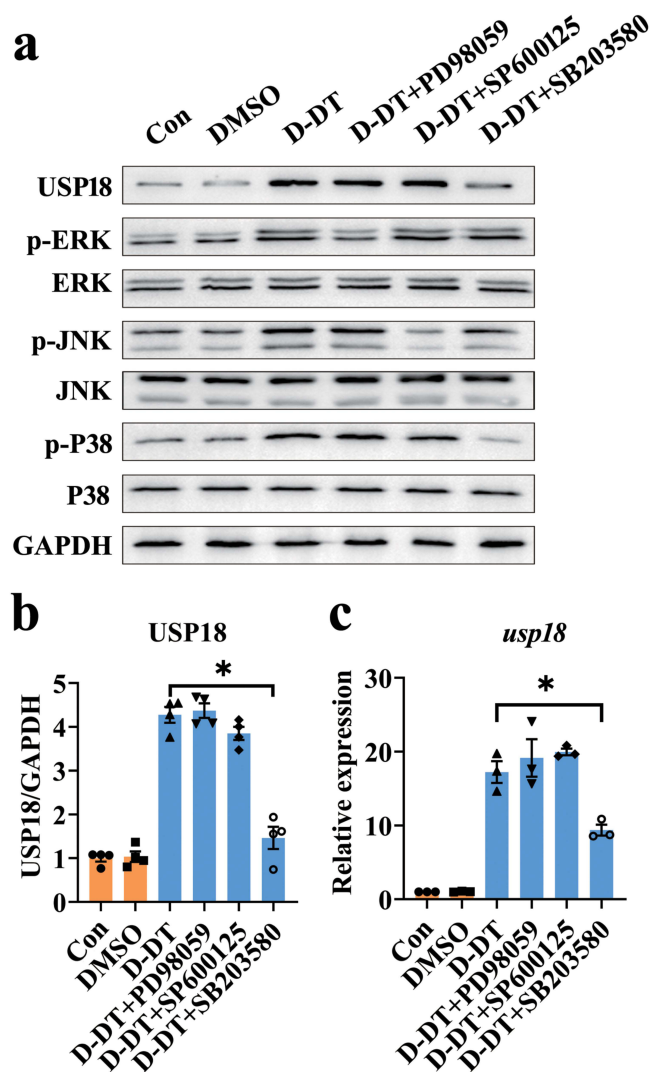 a
Con
DMSO
D-DT
D-DT+PD98059
D-DT+SP600125
D-DT+SB203580
USP18
p-ERK
ERK
p-JNK
JNK
p-P38
P38
GAPDH
b
USP18
*
USP18/GAPDH
5
4
3
2
1
0
Con
DMSO
D-DT
D-DT+PD98059
D-DT+SP600125
D-DT+SB203580
c
usp18
*
Relative expression
30
20
10
0
Con
DMSO
D-DT
D-DT+PD98059
D-DT+SP600125
D-DT+SB203580